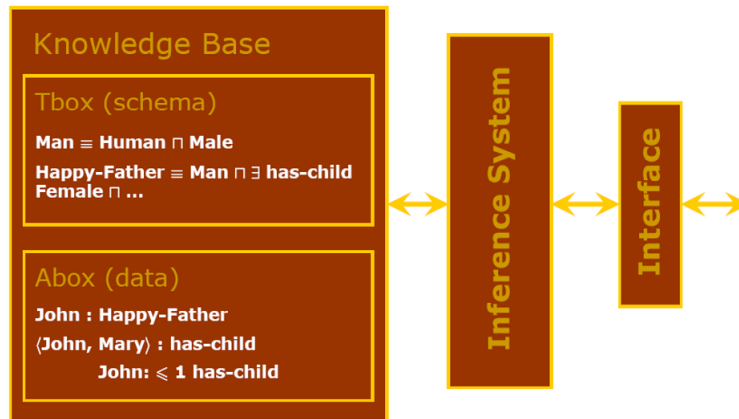 Knowledge Base
Tbox (schema)
Man ≡ Human ⊓ Male
Happy-Father ≡ Man ⊓ ∃ has-child
Female ⊓ ...
Abox (data)
John : Happy-Father
⟨John, Mary⟩ : has-child
John: ⩽ 1 has-child
Inference System
Interface